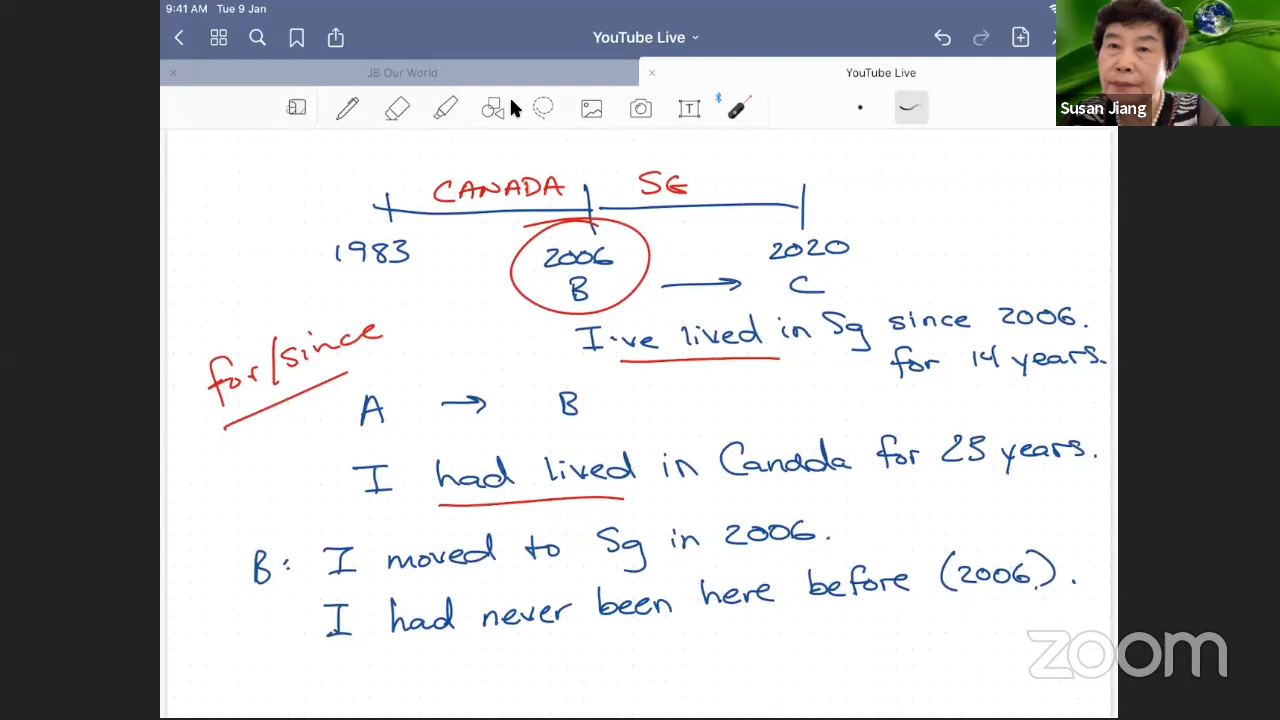 9:41 AM Tue 9 Jan
YouTube Live
JB Our World
YouTube Live
T
Susan Jiang
CANADA SG
1983 2006 2020
B → C
I've lived in Sg since 2006.
for 14 years.
for/since
A → B
I had lived in Canada for 23 years.
B: I moved to Sg in 2006.
I had never been here before (2006).
zoom